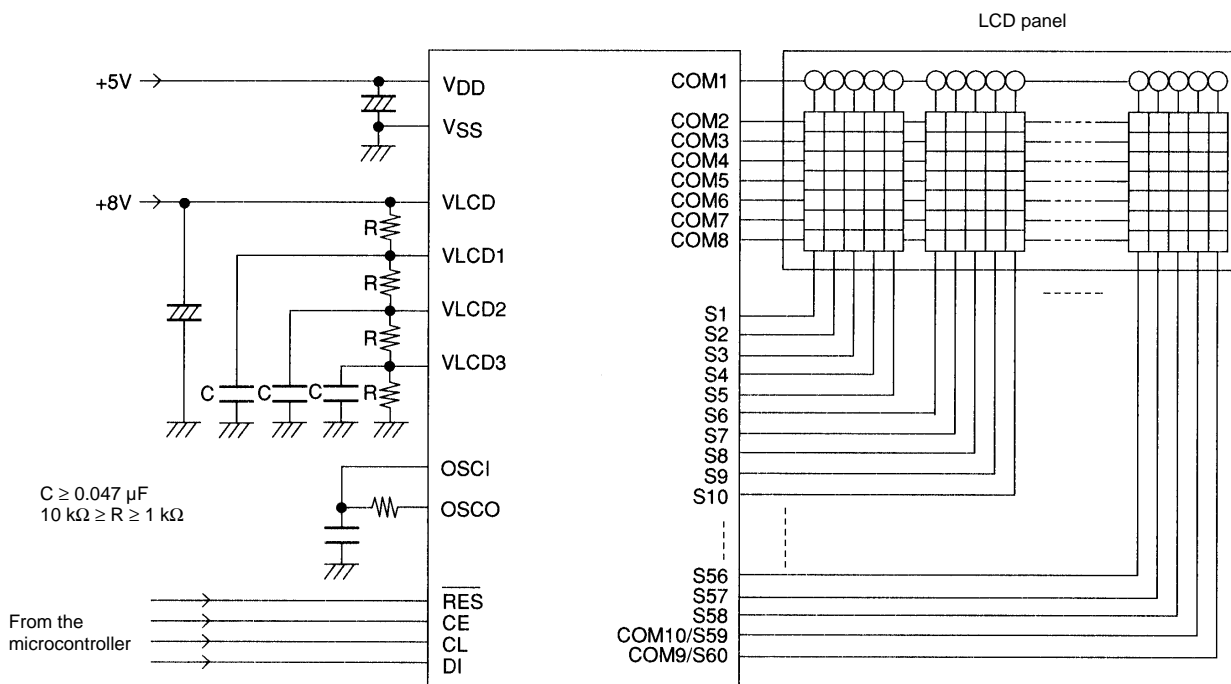 LCD panel
+5V
VDD
VSS
+8V
VLCD
R
VLCD1
R
VLCD2
R
VLCD3
C
C
C
R
OSCI
OSCO
C ≥ 0.047 µF
10 kΩ ≥ R ≥ 1 kΩ
From the
microcontroller
RES
CE
CL
DI
COM1
COM2
COM3
COM4
COM5
COM6
COM7
COM8
S1
S2
S3
S4
S5
S6
S7
S8
S9
S10
S56
S57
S58
COM10/S59
COM9/S60